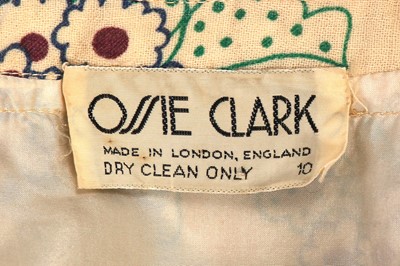 OSSIE CLARK
MADE IN LONDON, ENGLAND
DRY CLEAN ONLY 10